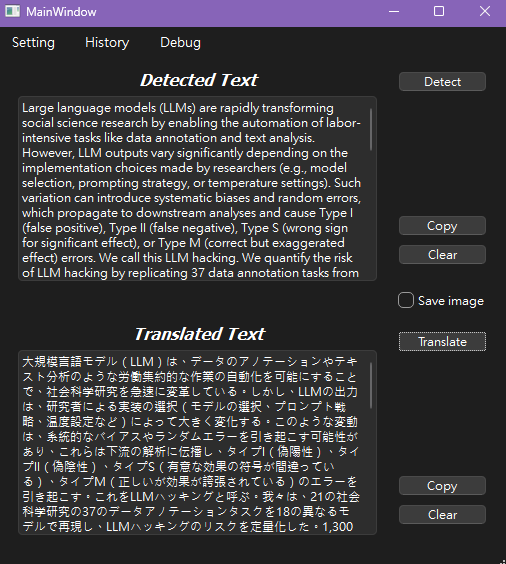 MainWindow
Setting History Debug
Detected Text
Detect
Large language models (LLMs) are rapidly transforming
social science research by enabling the automation of labor-
intensive tasks like data annotation and text analysis.
However, LLM outputs vary significantly depending on the
implementation choices made by researchers (e.g., model
selection, prompting strategy, or temperature settings). Such
variation can introduce systematic biases and random errors,
which propagate to downstream analyses and cause Type I
(false positive), Type II (false negative), Type S (wrong sign
for significant effect), or Type M (correct but exaggerated
effect) errors. We call this LLM hacking. We quantify the risk
of LLM hacking by replicating 37 data annotation tasks from
Copy
Clear
Save image
Translated Text
Translate
大規模言語モデル（LLM）は、データのアノテーションやテキ
スト分析のような労働集約的な作業の自動化を可能にすること
で、社会科学研究を急速に変革している。しかし、LLMの出力
は、研究者による実装の選択（モデルの選択、プロンプト戦
略、温度設定など）によって大きく変化する。このような変動
は、系統的なバイアスやランダムエラーを引き起こす可能性が
あり、これらは下流の解析に伝播し、タイプI（偽陽性）、タイ
プII（偽陰性）、タイプS（有意な効果の符号が間違ってい
る）、タイプM（正しいが効果が誇張されている）のエラーを
引き起こす。これをLLMハッキングと呼ぶ。我々は、21の社会
科学研究の37のデータアノテーションタスクを18の異なるモ
デルで再現し、LLMハッキングのリスクを定量化した。1,300
Copy
Clear